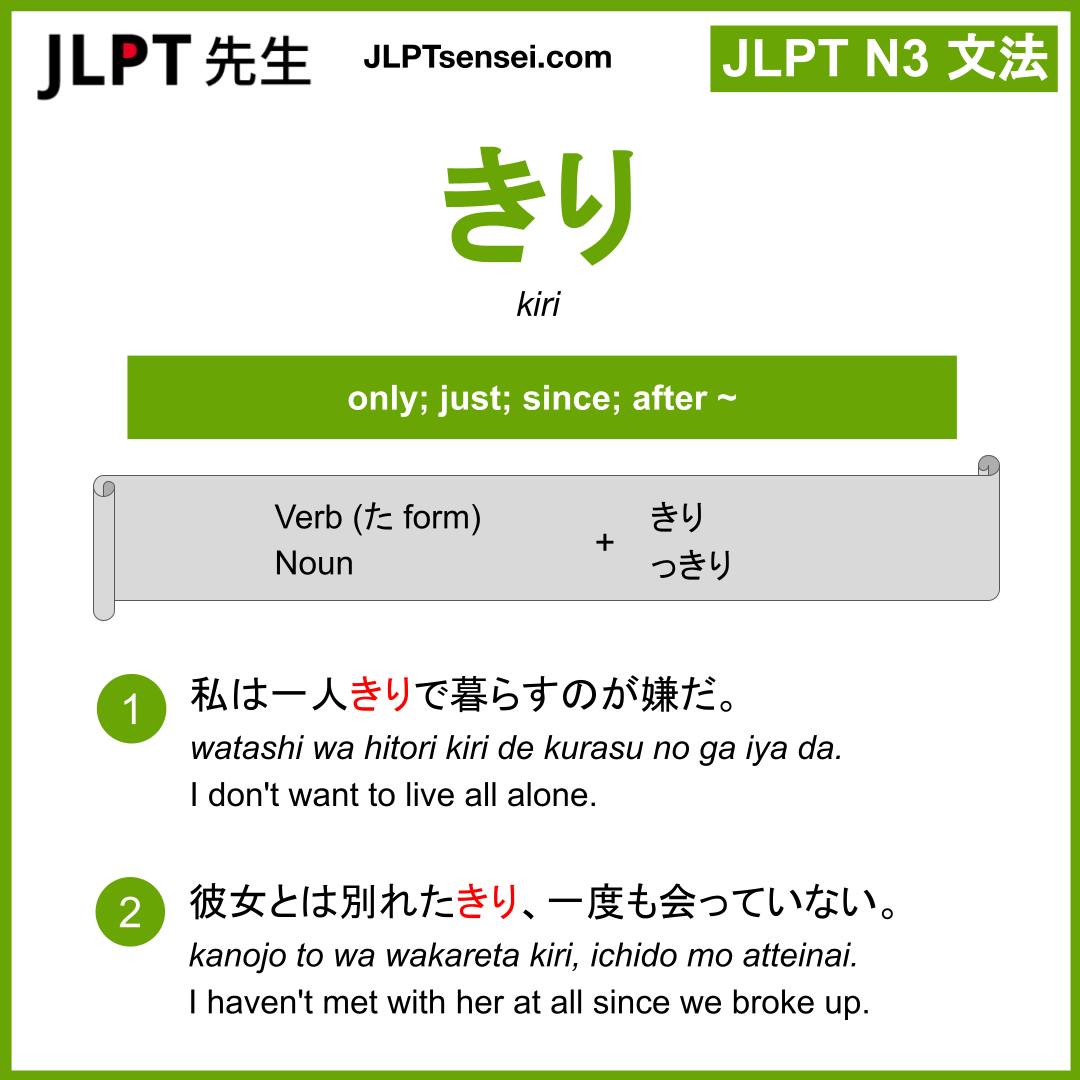 JLPT 先生
JLPTsensei.com
JLPT N3 文法
きり
kiri
only; just; since; after ~
Verb (た form)
Noun
+
きり
っきり
1
私は一人きりで暮らすのが嫌だ。
watashi wa hitori kiri de kurasu no ga iya da.
I don't want to live all alone.
2
彼女とは別れたきり、一度も会っていない。
kanojo to wa wakareta kiri, ichido mo atteinai.
I haven't met with her at all since we broke up.